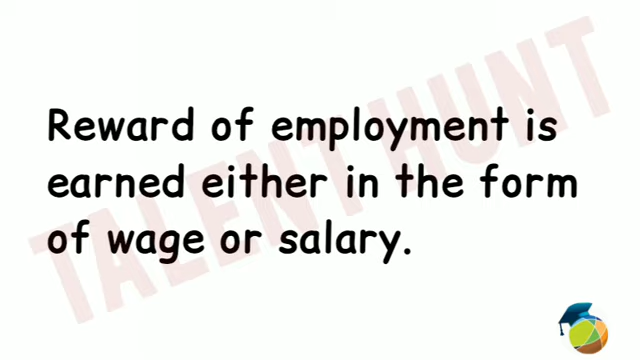 TALENT HUNT
Reward of employment is
earned either in the form
of wage or salary.